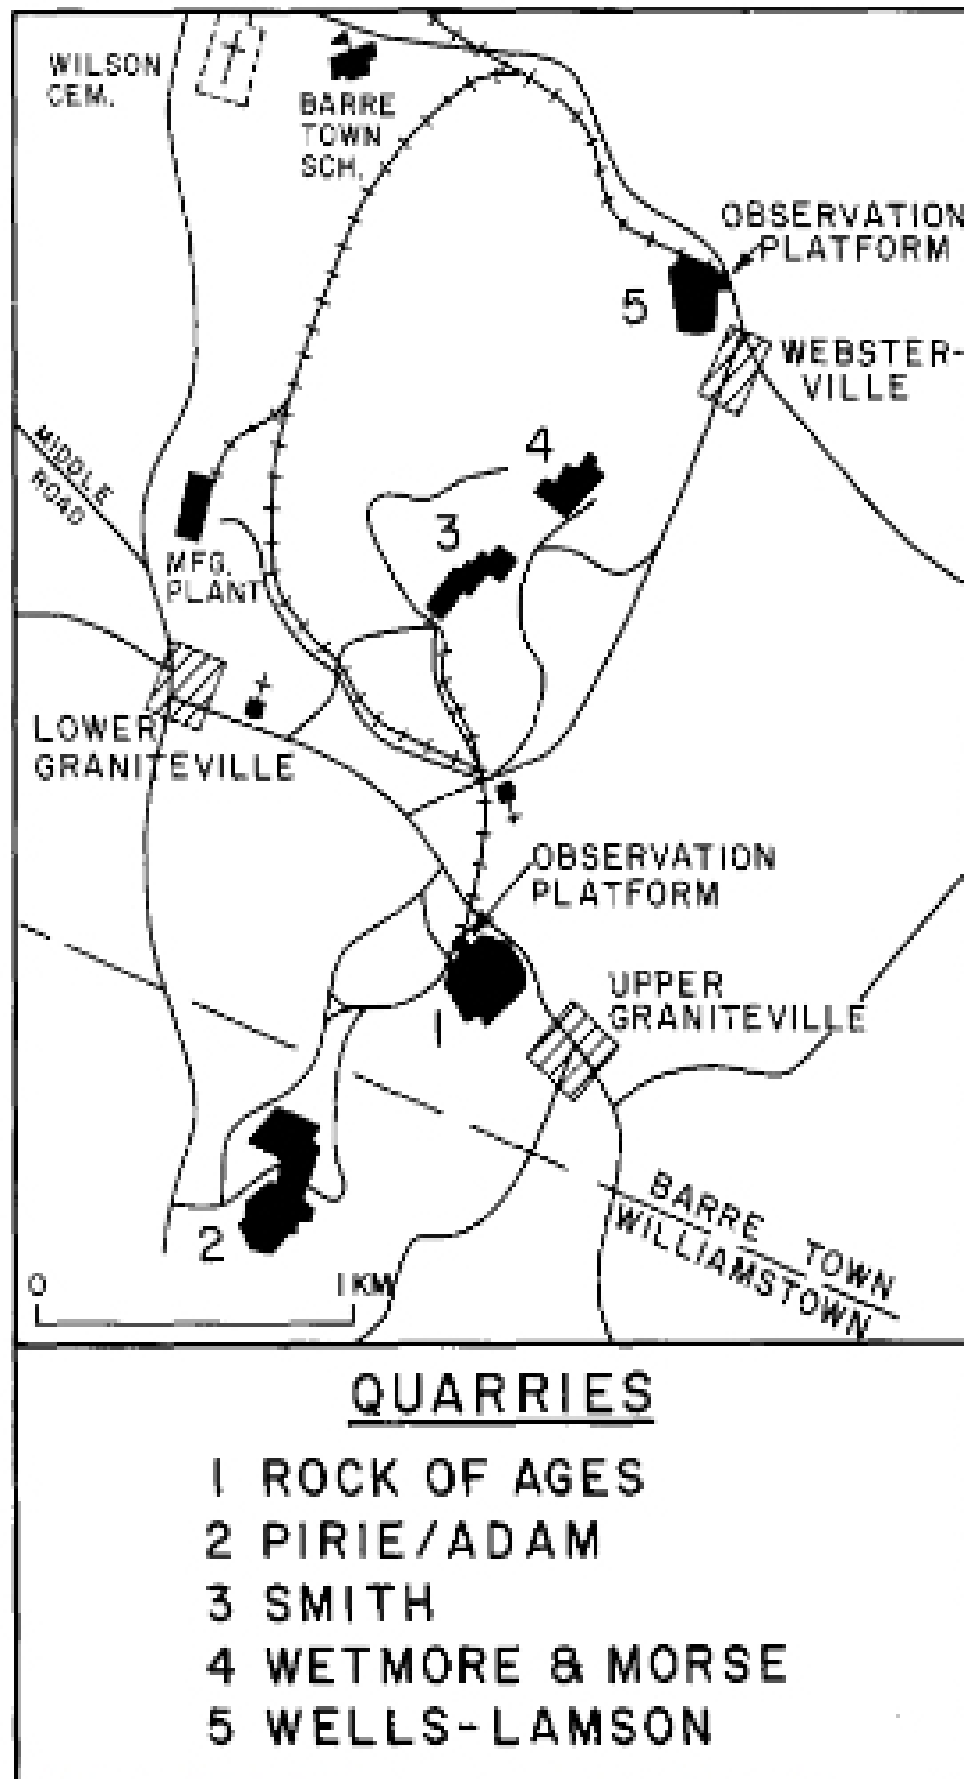 WILSON
CEM.
BARRE
TOWN
SCH.
OBSERVATION
PLATFORM
5
WEBSTER-
VILLE
MIDDLE
ROAD
4
3
MFG.
PLANT
LOWER
GRANITEVILLE
OBSERVATION
PLATFORM
UPPER
GRANITEVILLE
1
BARRE TOWN
WILLIAMSTOWN
2
0 1 KM
QUARRIES
1 ROCK OF AGES
2 PIRIE/ADAM
3 SMITH
4 WETMORE & MORSE
5 WELLS-LAMSON